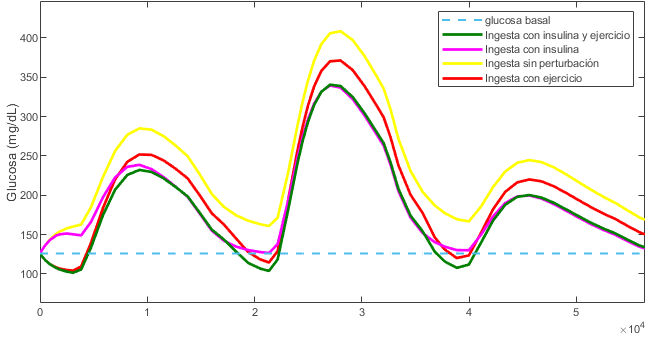 glucosa basal
Ingesta con insulina y ejercicio
Ingesta con insulina
Ingesta sin perturbación
Ingesta con ejercicio
Glucosa (mg/dL)
400
350
300
250
200
150
100
0 1 2 3 4 5
×10⁴